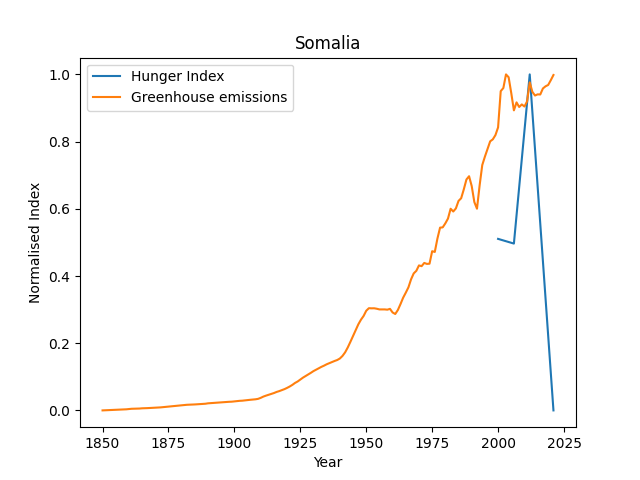 Somalia
Hunger Index
Greenhouse emissions
Normalised Index
1.0
0.8
0.6
0.4
0.2
0.0
1850 1875 1900 1925 1950 1975 2000 2025
Year